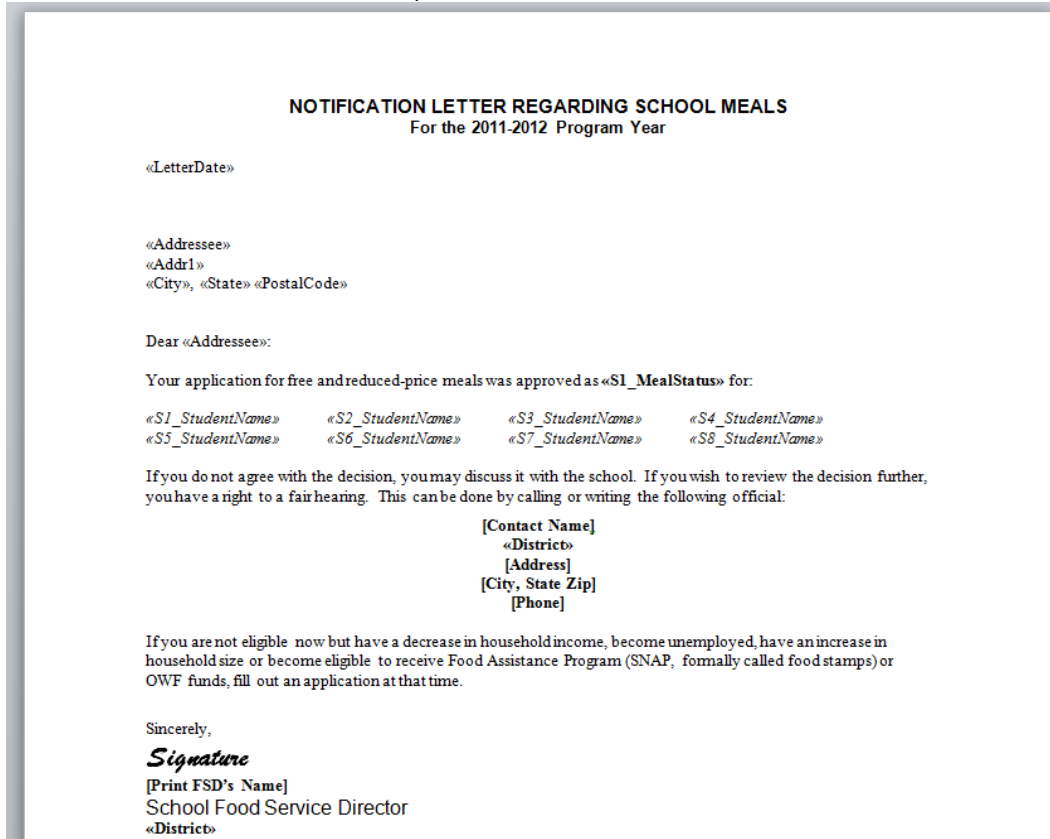 NOTIFICATION LETTER REGARDING SCHOOL MEALS
For the 2011-2012 Program Year
«LetterDate»
«Addressee»
«Addr1»
«City», «State» «PostalCode»
Dear «Addressee»:
Your application for free and reduced-price meals was approved as «S1_MealStatus» for:
«S1_StudentName» «S2_StudentName» «S3_StudentName» «S4_StudentName»
«S5_StudentName» «S6_StudentName» «S7_StudentName» «S8_StudentName»
If you do not agree with the decision, you may discuss it with the school. If you wish to review the decision further,
you have a right to a fair hearing. This can be done by calling or writing the following official:
[Contact Name]
«District»
[Address]
[City, State Zip]
[Phone]
If you are not eligible now but have a decrease in household income, become unemployed, have an increase in
household size or become eligible to receive Food Assistance Program (SNAP, formally called food stamps) or
OWF funds, fill out an application at that time.
Sincerely,
Signature
[Print FSD's Name]
School Food Service Director
«District»